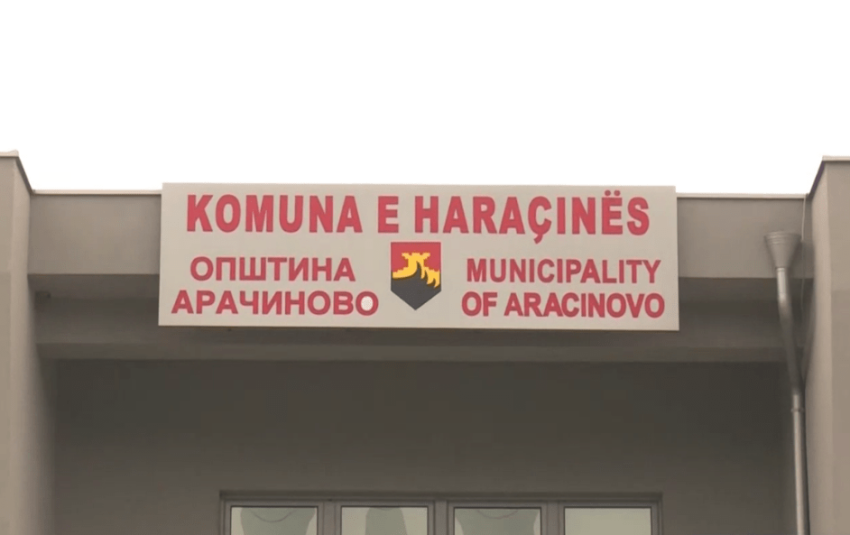 KOMUNA E HARAÇINËS
ОПШТИНА
АРАЧИНОВО
MUNICIPALITY
OF ARACINOVO